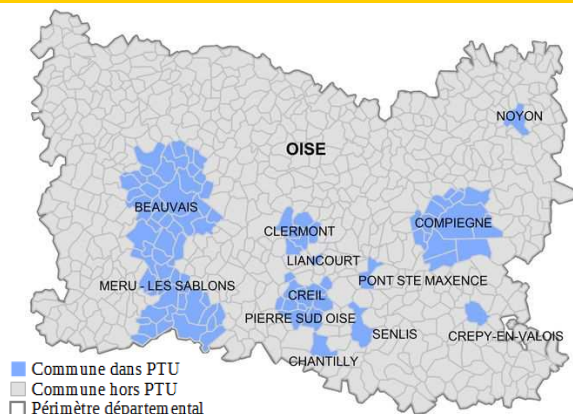 NOYON
OISE
BEAUVAIS
COMPIEGNE
CLERMONT
LIANCOURT
PONT STE MAXENCE
MERU - LES SABLONS
CREIL
PIERRE SUD OISE
SENLIS
CREPY-EN-VALOIS
CHANTILLY
Commune dans PTU
Commune hors PTU
Périmètre départemental